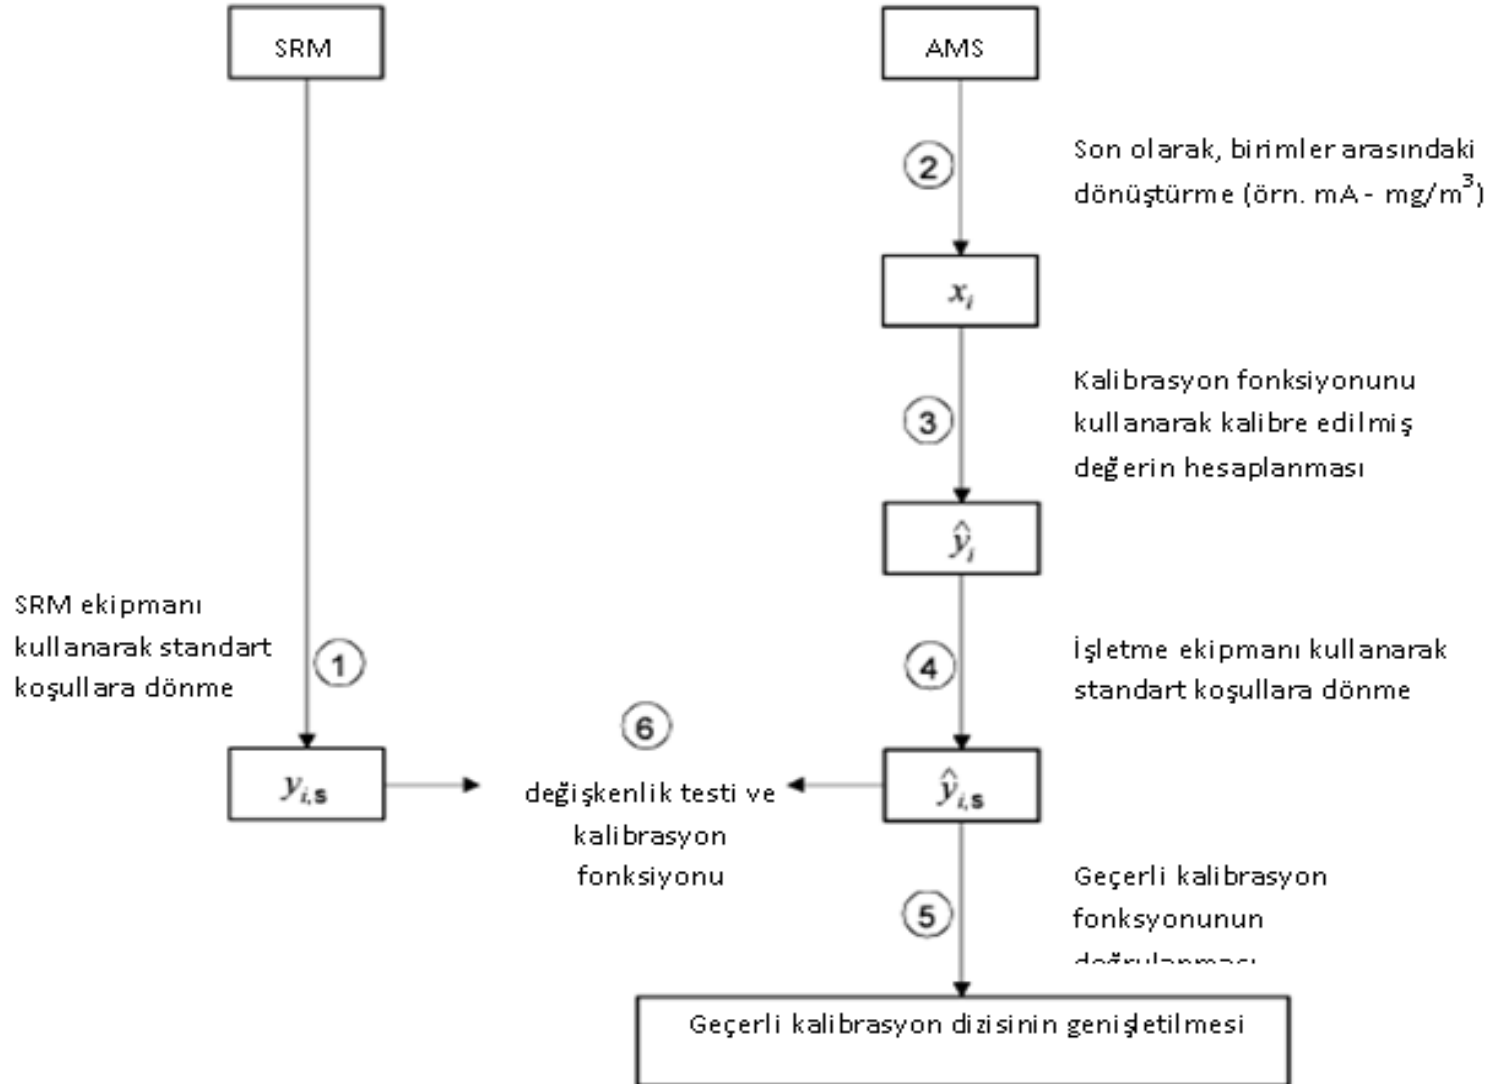 SRM
AMS
2
Son olarak, birimler arasındaki
dönüştürme (örn. mA - mg/m³)
xᵢ
3
Kalibrasyon fonksiyonunu
kullanarak kalibre edilmiş
değerin hesaplanması
ŷᵢ
SRM ekipmanı
kullanarak standart
koşullara dönme
1
4
İşletme ekipmanı kullanarak
standart koşullara dönme
6
yᵢ,s
değişkenlik testi ve
kalibrasyon
fonksiyonu
ŷᵢ,s
5
Geçerli kalibrasyon
fonksyonunun
doğrulanması
Geçerli kalibrasyon dizisinin genişletilmesi